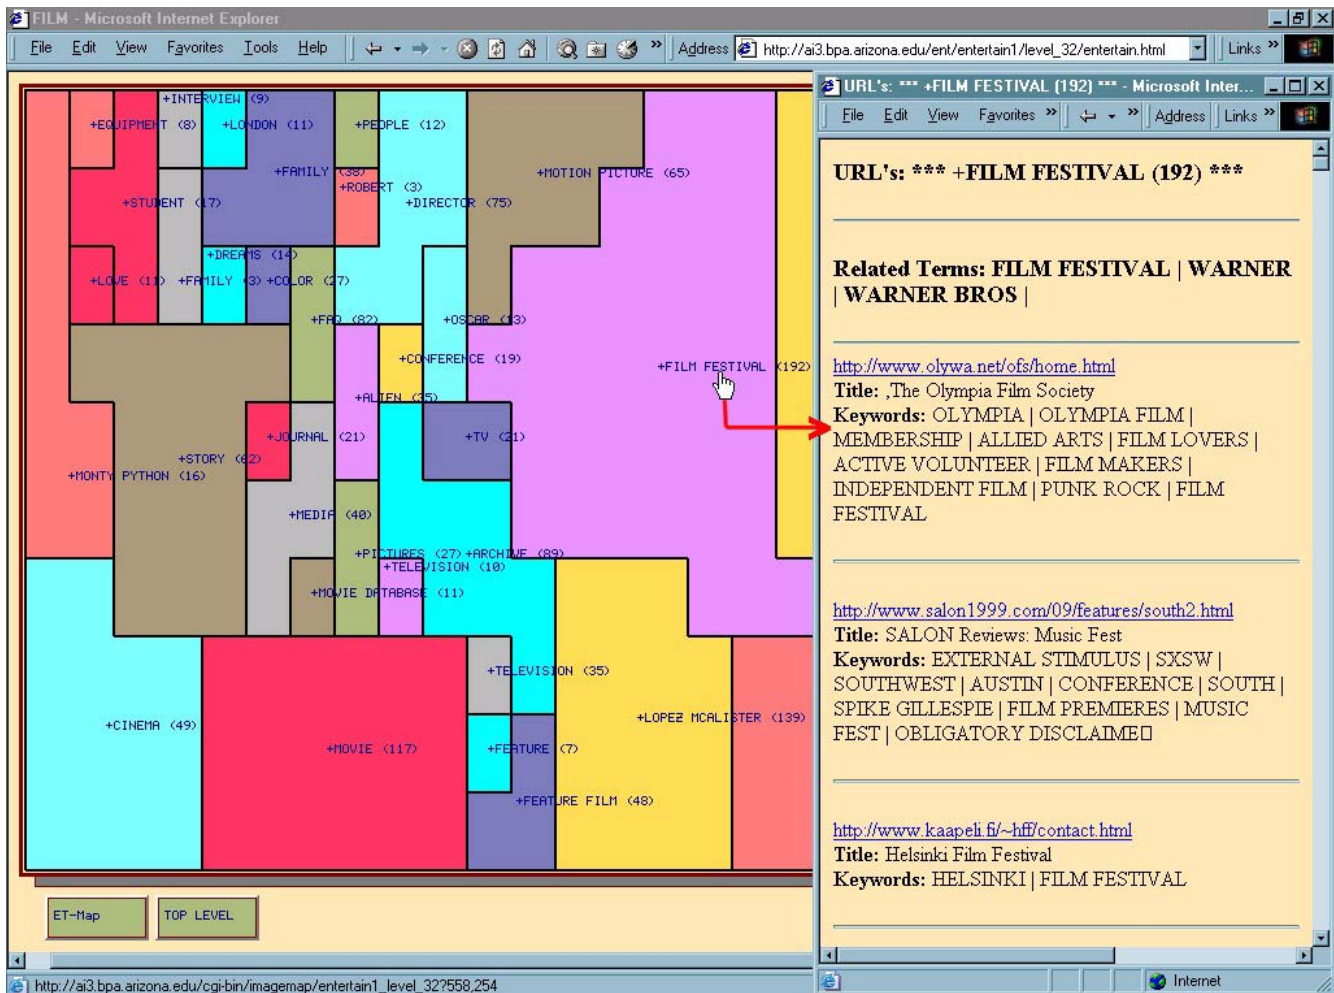 FILM - Microsoft Internet Explorer
File Edit View Favorites Tools Help
» Address http://ai3.bpa.arizona.edu/ent/entertain1/level_32/entertain.html Links »
+INTERVIEW (9)
+EQUIPMENT (8) +LONDON (11) +PEOPLE (12)
+FAMILY (38) +MOTION PICTURE (65)
+ROBERT (3)
+STUDENT (17) +DIRECTOR (75)
+DREAMS (14)
+LOVE (11) +FAMILY (3) +COLOR (27)
+FAQ (82) +OSCAR (13)
+CONFERENCE (19) +FILM FESTIVAL (192)
+ALIEN (35)
+JOURNAL (21) +TV (21)
+STORY (62)
+MONTY PYTHON (16)
+MEDIA (40)
+PICTURES (27) +ARCHIVE (89)
+TELEVISION (10)
+MOVIE DATABASE (11)
+TELEVISION (35)
+CINEMA (49) +LOPEZ MCALISTER (139)
+MOVIE (117) +FEATURE (7)
+FEATURE FILM (48)
ET-Map TOP LEVEL
http://ai3.bpa.arizona.edu/cgi-bin/imagemap/entertain1_level_32?558,254
URL's: *** +FILM FESTIVAL (192) *** - Microsoft Inter...
File Edit View Favorites » » Address Links »
URL's: *** +FILM FESTIVAL (192) ***
Related Terms: FILM FESTIVAL | WARNER
| WARNER BROS |
http://www.olywa.net/ofs/home.html
Title: ,The Olympia Film Society
Keywords: OLYMPIA | OLYMPIA FILM |
MEMBERSHIP | ALLIED ARTS | FILM LOVERS |
ACTIVE VOLUNTEER | FILM MAKERS |
INDEPENDENT FILM | PUNK ROCK | FILM
FESTIVAL
http://www.salon1999.com/09/features/south2.html
Title: SALON Reviews: Music Fest
Keywords: EXTERNAL STIMULUS | SXSW |
SOUTHWEST | AUSTIN | CONFERENCE | SOUTH |
SPIKE GILLESPIE | FILM PREMIERES | MUSIC
FEST | OBLIGATORY DISCLAIME□
http://www.kaapeli.fi/~hff/contact.html
Title: Helsinki Film Festival
Keywords: HELSINKI | FILM FESTIVAL
Internet